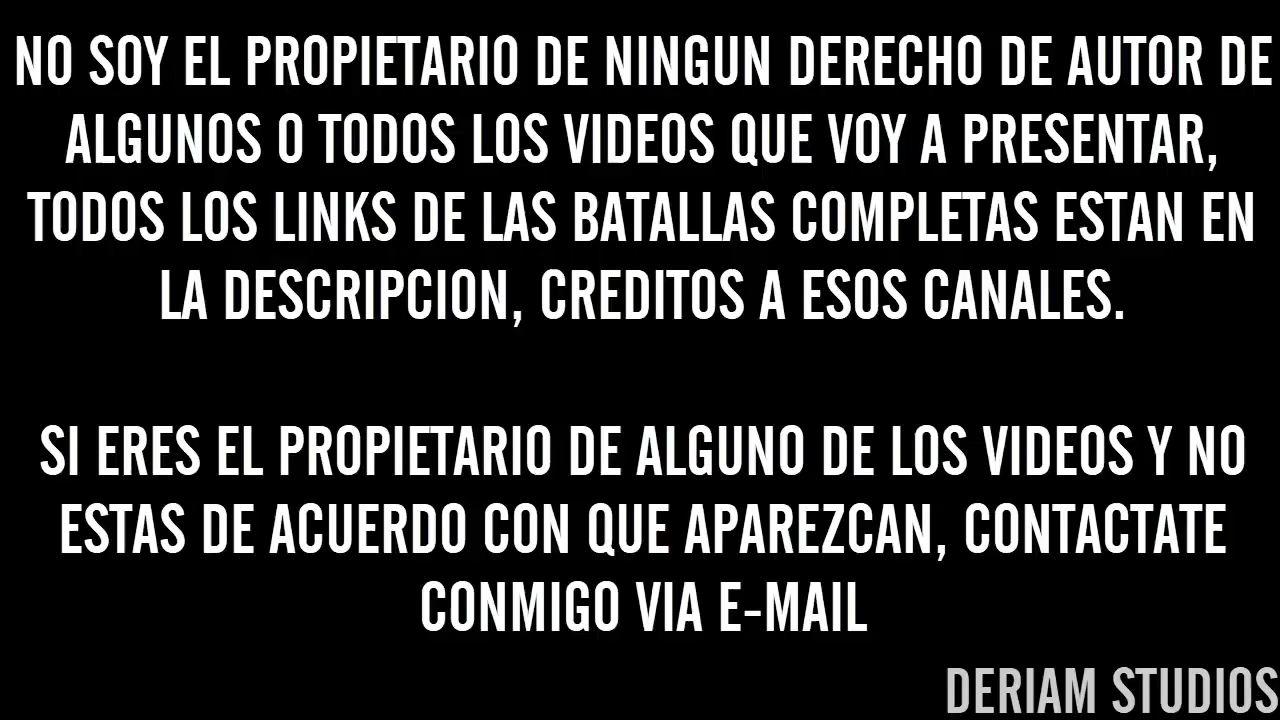 NO SOY EL PROPIETARIO DE NINGUN DERECHO DE AUTOR DE
ALGUNOS O TODOS LOS VIDEOS QUE VOY A PRESENTAR,
TODOS LOS LINKS DE LAS BATALLAS COMPLETAS ESTAN EN
LA DESCRIPCION, CREDITOS A ESOS CANALES.
SI ERES EL PROPIETARIO DE ALGUNO DE LOS VIDEOS Y NO
ESTAS DE ACUERDO CON QUE APAREZCAN, CONTACTATE
CONMIGO VIA E-MAIL
DERIAM STUDIOS